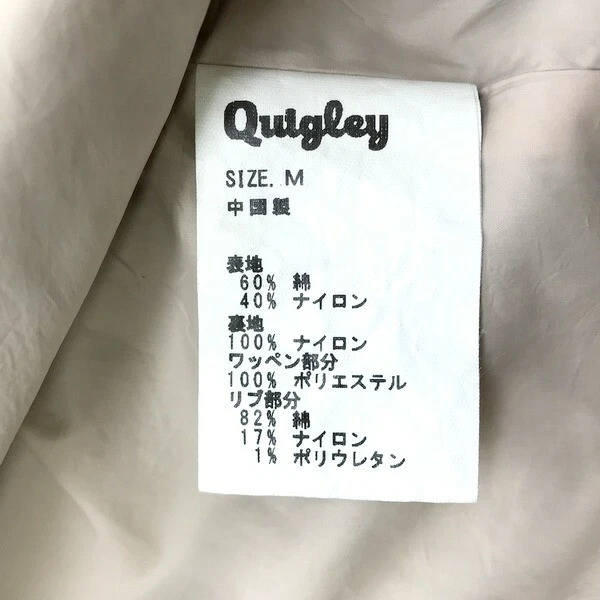 Quigley
SIZE. M
中国製
表地
60% 綿
40% ナイロン
裏地
100% ナイロン
ワッペン部分
100% ポリエステル
リブ部分
82% 綿
17% ナイロン
1% ポリウレタン